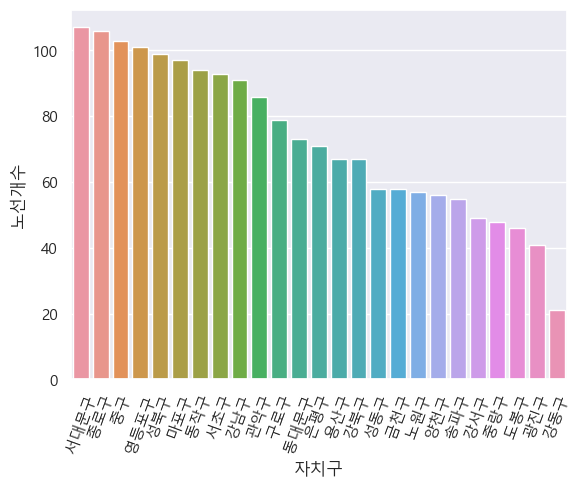 100
80
60
40
20
0
노선개수
서대문구
종로구
중구
영등포구
성북구
마포구
동작구
서초구
강남구
관악구
구로구
동대문구
은평구
용산구
강북구
성동구
금천구
노원구
양천구
송파구
강서구
중랑구
도봉구
광진구
강동구
자치구